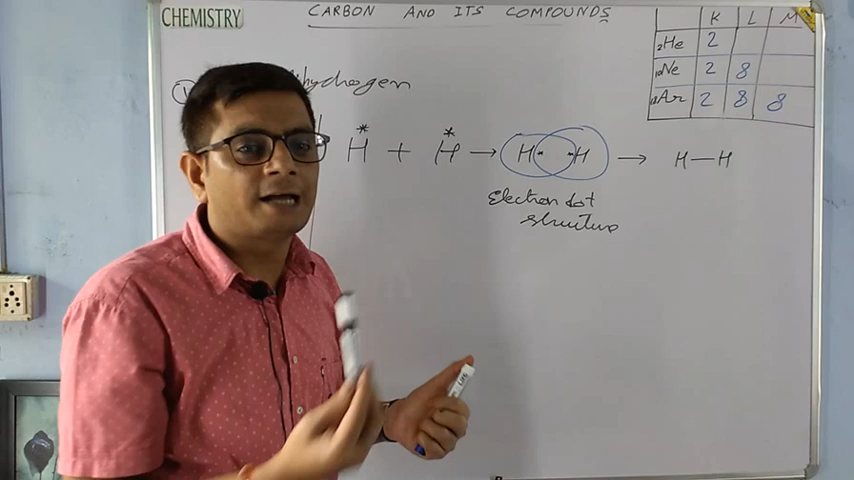 CHEMISTRY
CARBON AND ITS COMPOUNDS
K L M
2He 2
10Ne 2 8
18Ar 2 8 8
hydrogen
H + H → H H → H—H
Electron dot
structure